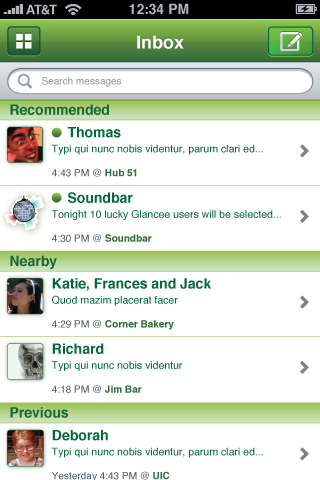 AT&T 12:34 PM
Inbox
Search messages
Recommended
Thomas
Typi qui nunc nobis videntur, parum clari ed...
4:43 PM @ Hub 51
Soundbar
Tonight 10 lucky Glancee users will be selected...
4:30 PM @ Soundbar
Nearby
Katie, Frances and Jack
Quod mazim placerat facer
4:29 PM @ Corner Bakery
Richard
Typi qui nunc nobis videntur
4:18 PM @ Jim Bar
Previous
Deborah
Typi qui nunc nobis videntur, parum clari ed...
Yesterday 4:43 PM @ UIC